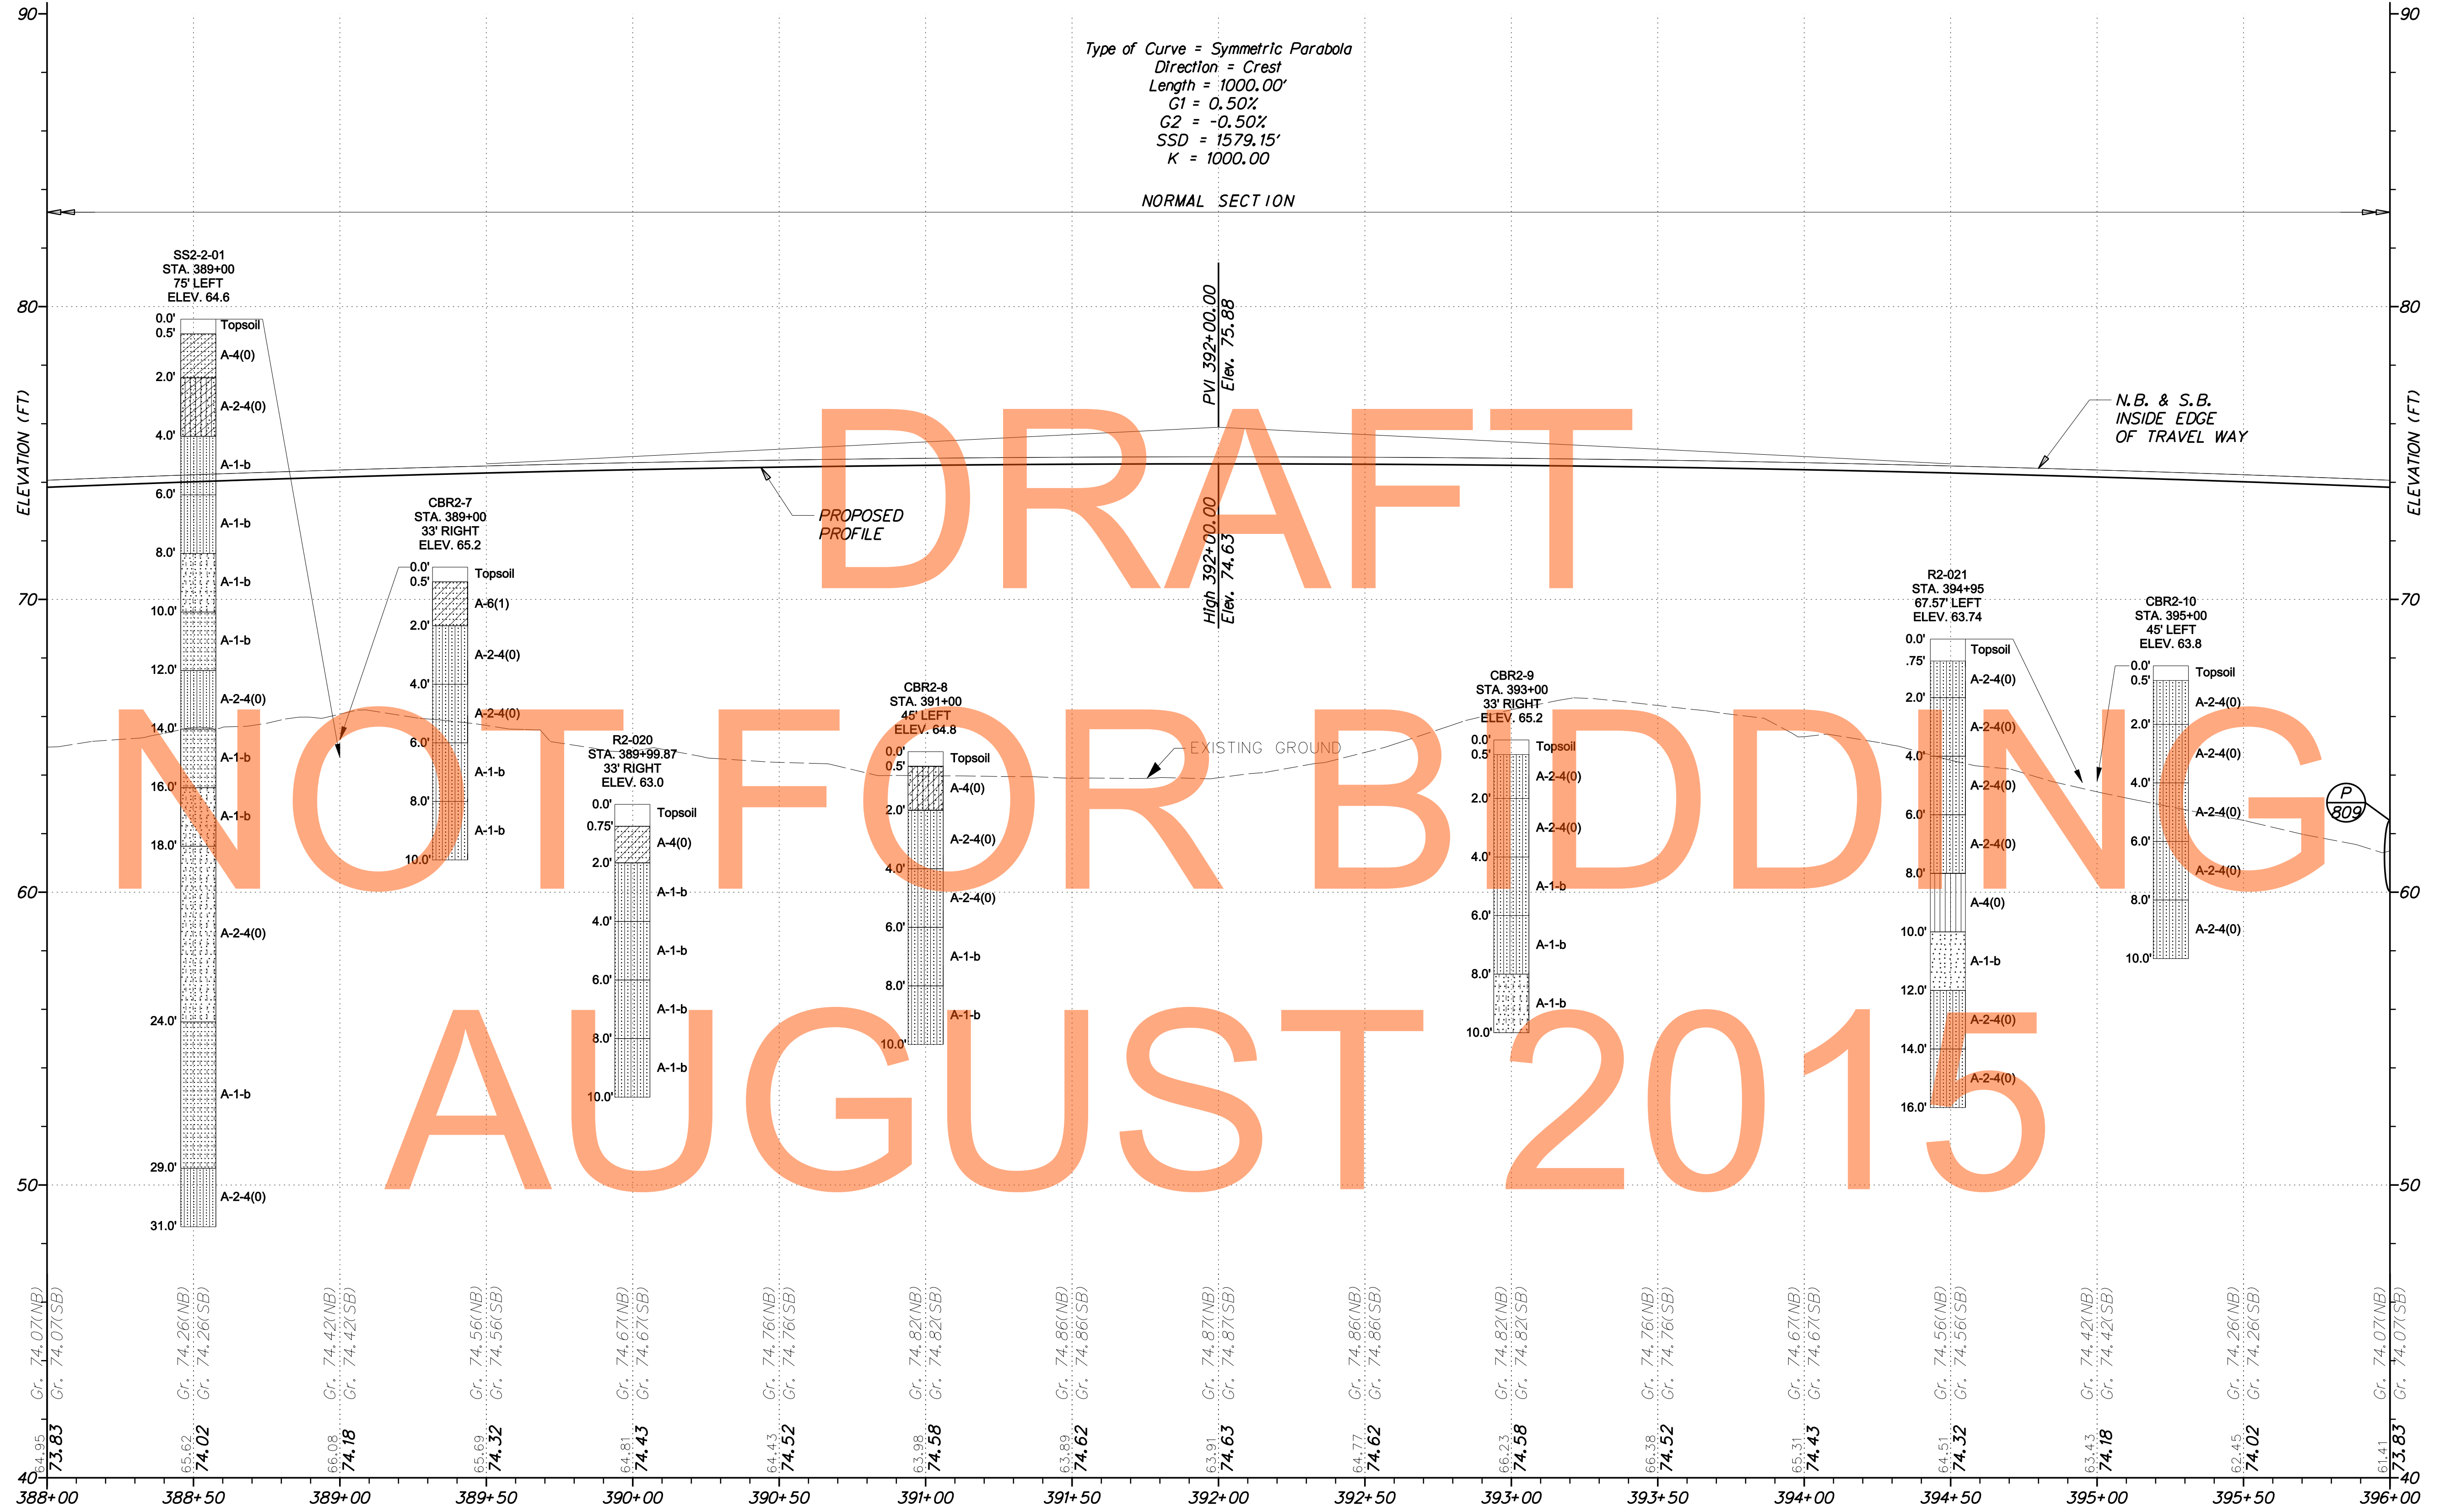 Type of Curve = Symmetric Parabola
Direction = Crest
Length = 1000.00'
G1 = 0.50%
G2 = -0.50%
SSD = 1579.15'
K = 1000.00
NORMAL SECTION
90
80
70
60
50
40
ELEVATION (FT)
90
80
70
60
50
40
ELEVATION (FT)
SS2-2-01
STA. 389+00
75' LEFT
ELEV. 64.6
0.0'
Topsoil
0.5'
A-4(0)
2.0'
A-2-4(0)
4.0'
A-1-b
6.0'
A-1-b
8.0'
A-1-b
10.0'
A-1-b
12.0'
A-2-4(0)
14.0'
A-1-b
16.0'
A-1-b
18.0'
A-2-4(0)
24.0'
A-1-b
29.0'
A-2-4(0)
31.0'
CBR2-7
STA. 389+00
33' RIGHT
ELEV. 65.2
0.0'
Topsoil
0.5'
A-6(1)
2.0'
A-2-4(0)
4.0'
A-2-4(0)
6.0'
A-1-b
8.0'
A-1-b
10.0'
R2-020
STA. 389+99.87
33' RIGHT
ELEV. 63.0
0.0'
Topsoil
0.75'
A-4(0)
2.0'
A-1-b
4.0'
A-1-b
6.0'
A-1-b
8.0'
A-1-b
10.0'
PROPOSED
PROFILE
CBR2-8
STA. 391+00
45' LEFT
ELEV. 64.8
0.0'
Topsoil
0.5'
A-4(0)
2.0'
A-2-4(0)
4.0'
A-2-4(0)
6.0'
A-1-b
8.0'
A-1-b
10.0'
EXISTING GROUND
PVI 392+00.00
Elev. 75.88
High 392+00.00
Elev. 74.63
CBR2-9
STA. 393+00
33' RIGHT
ELEV. 65.2
0.0'
Topsoil
0.5'
A-2-4(0)
2.0'
A-2-4(0)
4.0'
A-1-b
6.0'
A-1-b
8.0'
A-1-b
10.0'
N.B. & S.B.
INSIDE EDGE
OF TRAVEL WAY
R2-021
STA. 394+95
67.57' LEFT
ELEV. 63.74
0.0'
Topsoil
.75'
A-2-4(0)
2.0'
A-2-4(0)
4.0'
A-2-4(0)
6.0'
A-2-4(0)
8.0'
A-4(0)
10.0'
A-1-b
12.0'
A-2-4(0)
14.0'
A-2-4(0)
16.0'
CBR2-10
STA. 395+00
45' LEFT
ELEV. 63.8
0.0'
Topsoil
0.5'
A-2-4(0)
2.0'
A-2-4(0)
4.0'
A-2-4(0)
6.0'
A-2-4(0)
8.0'
A-2-4(0)
10.0'
P
809
DRAFT
NOT FOR BIDDING
AUGUST 2015
Gr. 74.07(NB)
Gr. 74.07(SB)
64.95
73.83
388+00
Gr. 74.26(NB)
Gr. 74.26(SB)
65.62
74.02
388+50
Gr. 74.42(NB)
Gr. 74.42(SB)
66.08
74.18
389+00
Gr. 74.56(NB)
Gr. 74.56(SB)
65.69
74.32
389+50
Gr. 74.67(NB)
Gr. 74.67(SB)
64.81
74.43
390+00
Gr. 74.76(NB)
Gr. 74.76(SB)
64.43
74.52
390+50
Gr. 74.82(NB)
Gr. 74.82(SB)
63.98
74.58
391+00
Gr. 74.86(NB)
Gr. 74.86(SB)
63.89
74.62
391+50
Gr. 74.87(NB)
Gr. 74.87(SB)
63.91
74.63
392+00
Gr. 74.86(NB)
Gr. 74.86(SB)
64.77
74.62
392+50
Gr. 74.82(NB)
Gr. 74.82(SB)
66.23
74.58
393+00
Gr. 74.76(NB)
Gr. 74.76(SB)
66.38
74.52
393+50
Gr. 74.67(NB)
Gr. 74.67(SB)
65.31
74.43
394+00
Gr. 74.56(NB)
Gr. 74.56(SB)
64.51
74.32
394+50
Gr. 74.42(NB)
Gr. 74.42(SB)
63.43
74.18
395+00
Gr. 74.26(NB)
Gr. 74.26(SB)
62.45
74.02
395+50
Gr. 74.07(NB)
Gr. 74.07(SB)
61.41
73.83
396+00